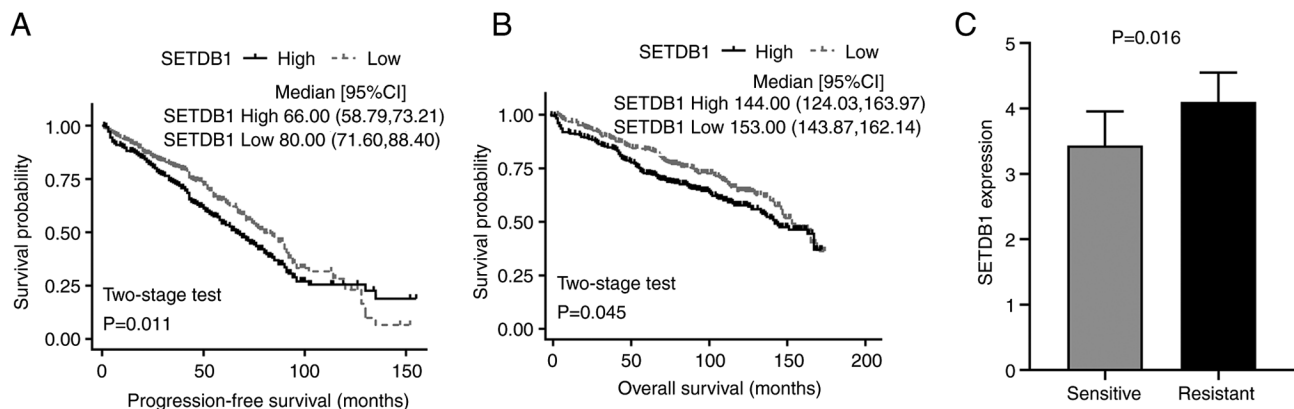 A
SETDB1 High Low
Median [95%CI]
SETDB1 High 66.00 (58.79,73.21)
SETDB1 Low 80.00 (71.60,88.40)
1.00
0.75
0.50
0.25
0.00
Survival probability
Two-stage test
P=0.011
0 50 100 150
Progression-free survival (months)
B
SETDB1 High Low
Median [95%CI]
SETDB1 High 144.00 (124.03,163.97)
SETDB1 Low 153.00 (143.87,162.14)
1.00
0.75
0.50
0.25
0.00
Survival probability
Two-stage test
P=0.045
0 50 100 150 200
Overall survival (months)
C
P=0.016
5
4
3
2
1
0
SETDB1 expression
Sensitive Resistant